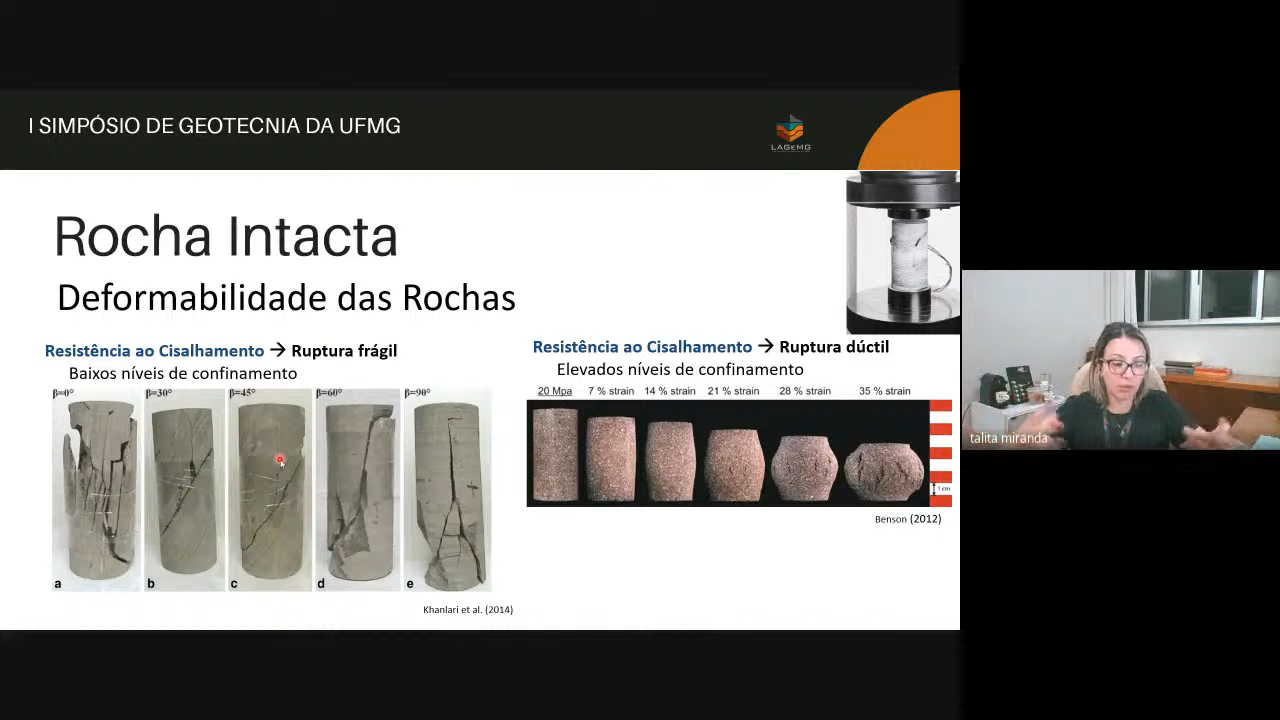 I SIMPÓSIO DE GEOTECNIA DA UFMG
LAGEMG
Rocha Intacta
Deformabilidade das Rochas
Resistência ao Cisalhamento → Ruptura frágil
Baixos níveis de confinamento
β=0° β=30° β=45° β=60° β=90°
a b c d e
Khanlari et al. (2014)
Resistência ao Cisalhamento → Ruptura dúctil
Elevados níveis de confinamento
20 Mpa 7 % strain 14 % strain 21 % strain 28 % strain 35 % strain
1 cm
Benson (2012)
talita miranda